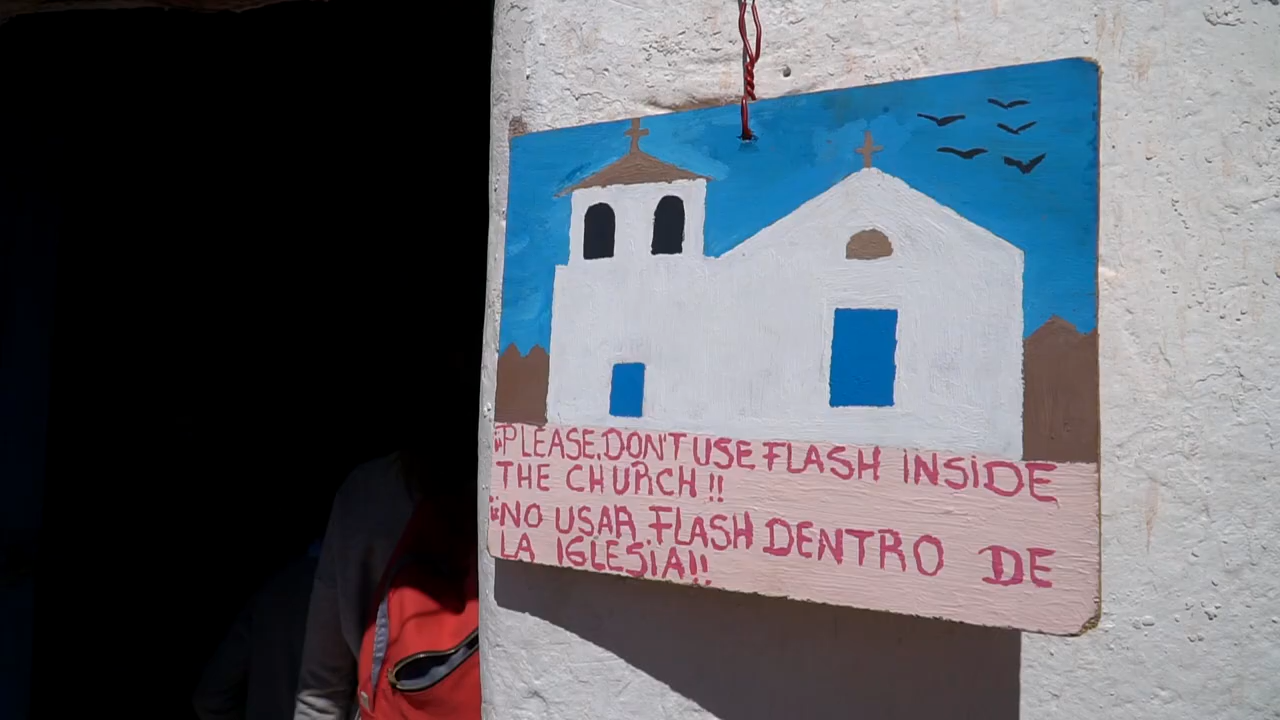 ¡¡PLEASE, DON'T USE FLASH INSIDE
THE CHURCH!!
¡¡NO USAR FLASH DENTRO DE
LA IGLESIA!!